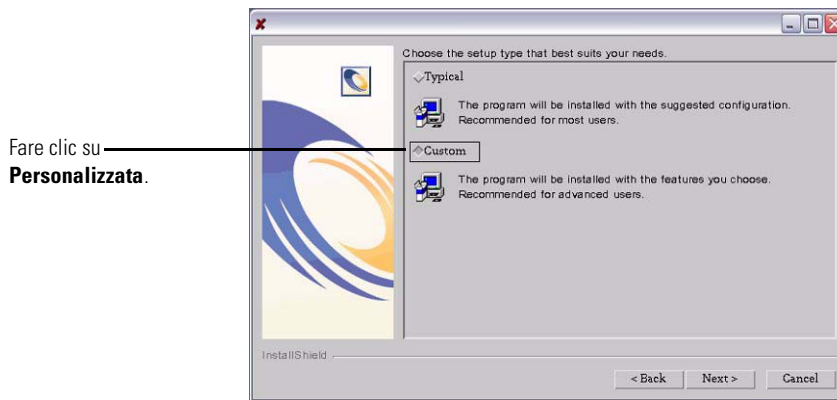 Choose the setup type that best suits your needs.
Typical
The program will be installed with the suggested configuration.
Recommended for most users.
Fare clic su
Personalizzata.
Custom
The program will be installed with the features you choose.
Recommended for advanced users.
InstallShield
< Back Next > Cancel